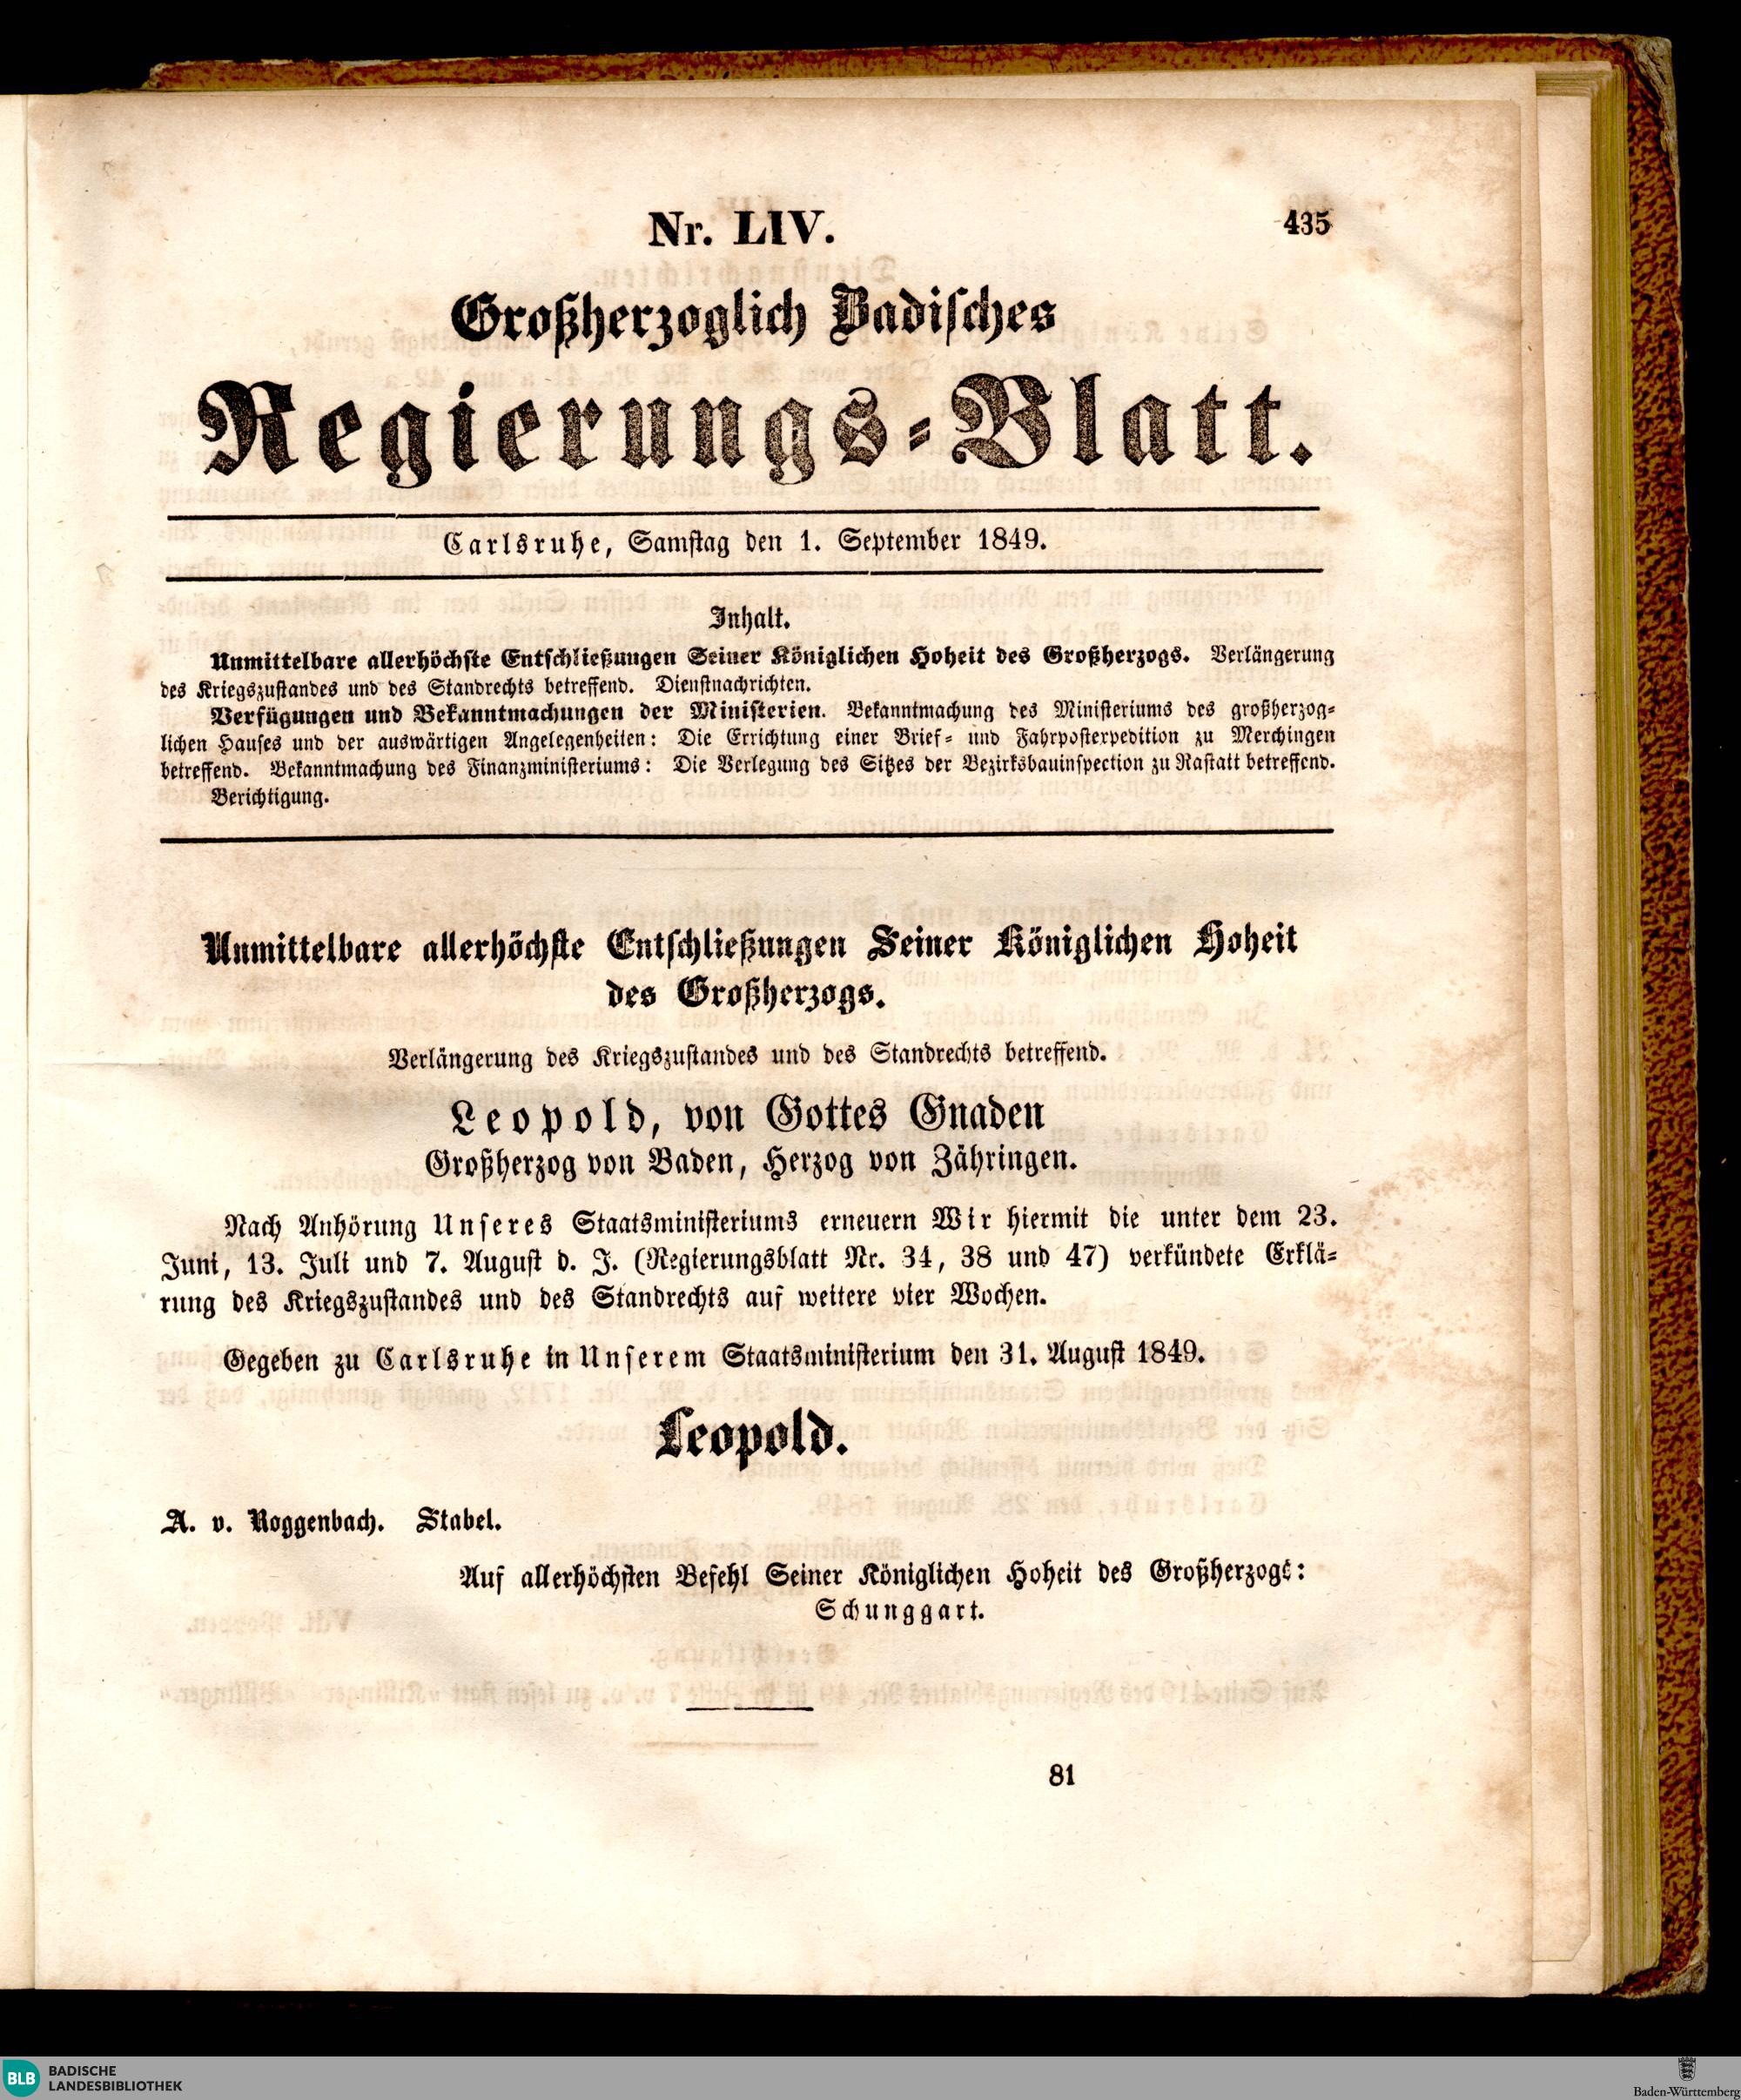 Nr. LIV.
435
Großherzoglich Badisches
Regierungs-Blatt.
Carlsruhe, Samstag den 1. September 1849.
Inhalt.
Unmittelbare allerhöchste Entschließungen Seiner Königlichen Hoheit des Großherzogs. Verlängerung
des Kriegszustandes und des Standrechts betreffend. Dienstnachrichten.
Verfügungen und Bekanntmachungen der Ministerien. Bekanntmachung des Ministeriums des großherzog-
lichen Hauses und der auswärtigen Angelegenheiten: Die Errichtung einer Brief- und Fahrpostexpedition zu Merchingen
betreffend. Bekanntmachung des Finanzministeriums: Die Verlegung des Sitzes der Bezirksbauinspection zu Rastatt betreffend.
Berichtigung.
Unmittelbare allerhöchste Entschließungen Seiner Königlichen Hoheit
des Großherzogs.
Verlängerung des Kriegszustandes und des Standrechts betreffend.
Leopold, von Gottes Gnaden
Großherzog von Baden, Herzog von Zähringen.
Nach Anhörung Unseres Staatsministeriums erneuern Wir hiermit die unter dem 23.
Juni, 13. Juli und 7. August d. J. (Regierungsblatt Nr. 34, 38 und 47) verkündete Erklä-
rung des Kriegszustandes und des Standrechts auf weitere vier Wochen.
Gegeben zu Carlsruhe in Unserem Staatsministerium den 31. August 1849.
Leopold.
A. v. Roggenbach. Stabel.
Auf allerhöchsten Befehl Seiner Königlichen Hoheit des Großherzogs:
Schunggart.
81
BLB BADISCHE
LANDESBIBLIOTHEK
Baden-Württemberg